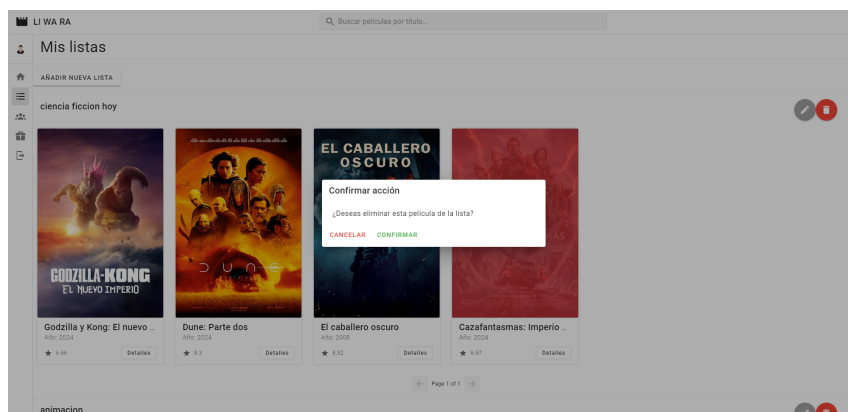 LI WA RA
Buscar películas por título...
Mis listas
AÑADIR NUEVA LISTA
ciencia ficcion hoy
GODZILLA-KONG
EL NUEVO IMPERIO
DUNE
EL CABALLERO
OSCURO
Confirmar acción
¿Deseas eliminar esta película de la lista?
CANCELAR CONFIRMAR
Godzilla y Kong: El nuevo ...
Año: 2024
6.66 Detalles
Dune: Parte dos
Año: 2024
8.3 Detalles
El caballero oscuro
Año: 2008
8.52 Detalles
Cazafantasmas: Imperio ...
Año: 2024
6.67 Detalles
Page 1 of 1
animacion